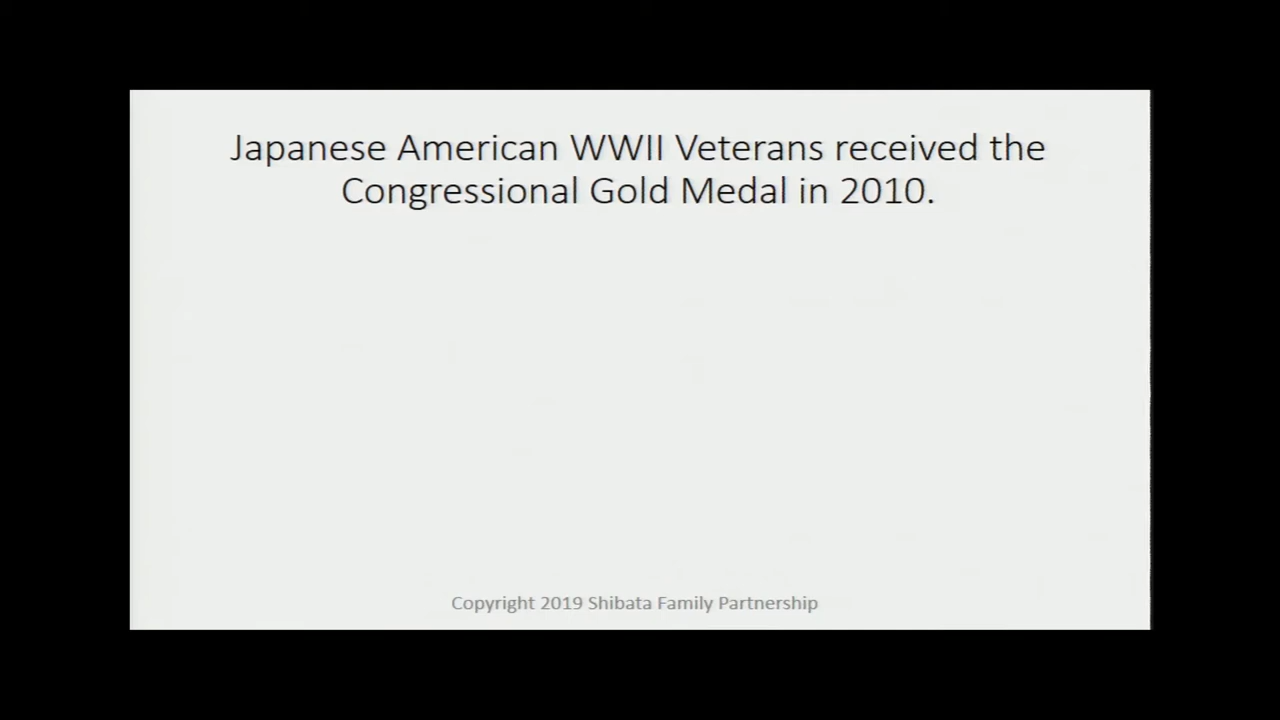 Japanese American WWII Veterans received the
Congressional Gold Medal in 2010.
Copyright 2019 Shibata Family Partnership